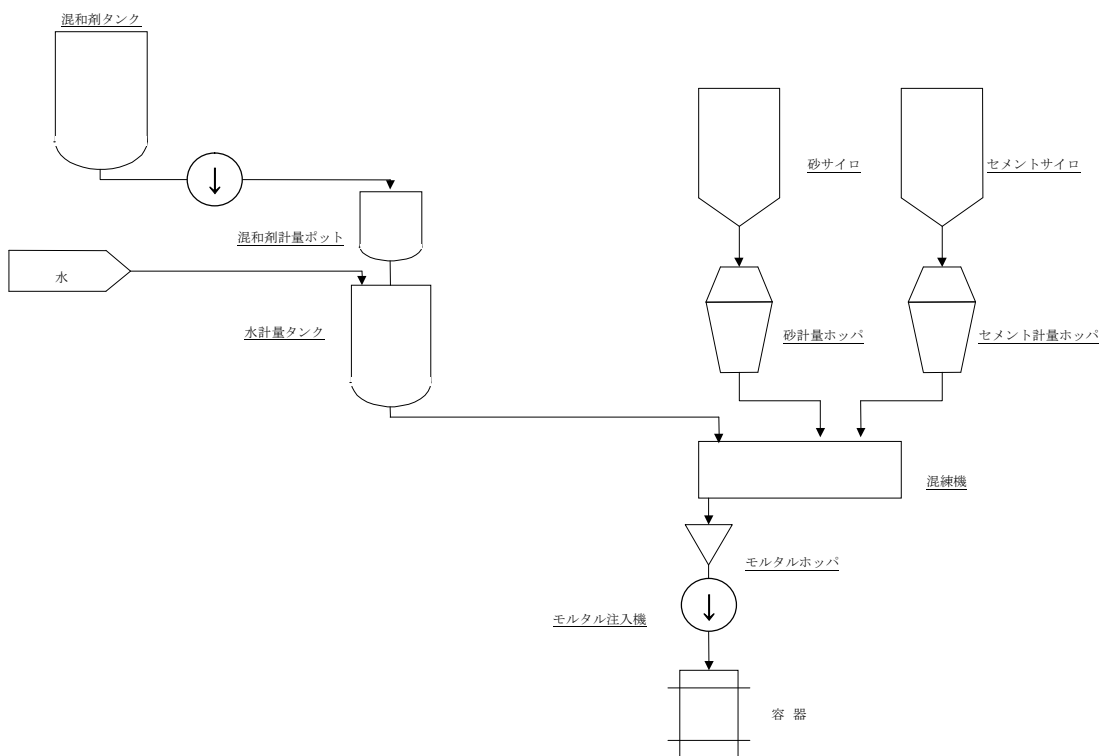 混和剤タンク
砂サイロ
セメントサイロ
混和剤計量ポット
水
水計量タンク
砂計量ホッパ
セメント計量ホッパ
混練機
モルタルホッパ
モルタル注入機
容 器